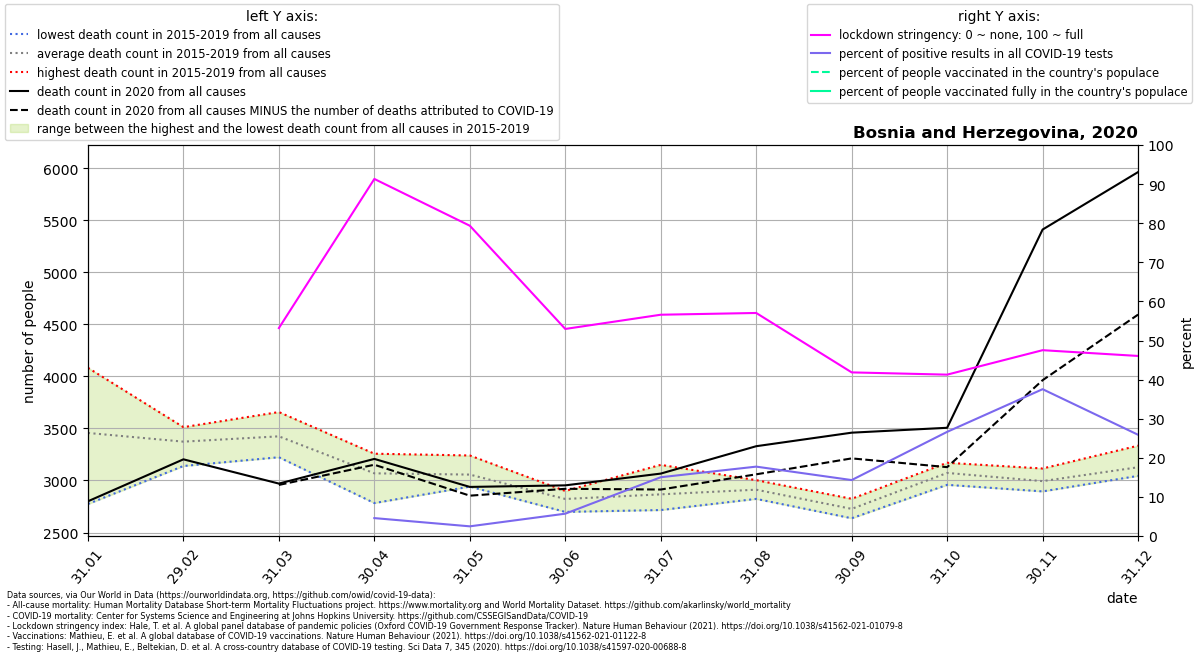 left Y axis:
lowest death count in 2015-2019 from all causes
average death count in 2015-2019 from all causes
highest death count in 2015-2019 from all causes
death count in 2020 from all causes
death count in 2020 from all causes MINUS the number of deaths attributed to COVID-19
range between the highest and the lowest death count from all causes in 2015-2019
right Y axis:
lockdown stringency: 0 ~ none, 100 ~ full
percent of positive results in all COVID-19 tests
percent of people vaccinated in the country's populace
percent of people vaccinated fully in the country's populace
Bosnia and Herzegovina, 2020
number of people
6000
5500
5000
4500
4000
3500
3000
2500
100
90
80
70
60
50
40
30
20
10
0
percent
31.01
29.02
31.03
30.04
31.05
30.06
31.07
31.08
30.09
31.10
30.11
31.12
date
Data sources, via Our World in Data (https://ourworldindata.org, https://github.com/owid/covid-19-data):
- All-cause mortality: Human Mortality Database Short-term Mortality Fluctuations project. https://www.mortality.org and World Mortality Dataset. https://github.com/akarlinsky/world_mortality
- COVID-19 mortality: Center for Systems Science and Engineering at Johns Hopkins University. https://github.com/CSSEGISandData/COVID-19
- Lockdown stringency index: Hale, T. et al. A global panel database of pandemic policies (Oxford COVID-19 Government Response Tracker). Nature Human Behaviour (2021). https://doi.org/10.1038/s41562-021-01079-8
- Vaccinations: Mathieu, E. et al. A global database of COVID-19 vaccinations. Nature Human Behaviour (2021). https://doi.org/10.1038/s41562-021-01122-8
- Testing: Hasell, J., Mathieu, E., Beltekian, D. et al. A cross-country database of COVID-19 testing. Sci Data 7, 345 (2020). https://doi.org/10.1038/s41597-020-00688-8